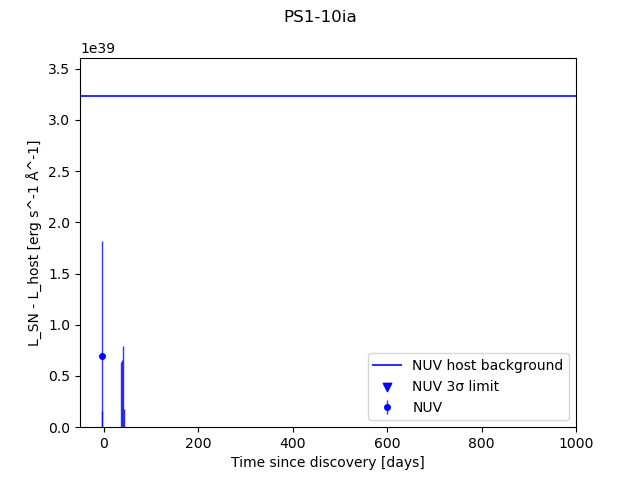 PS1-10ia
1e39
3.5
3.0
2.5
2.0
1.5
1.0
0.5
0.0
L_SN - L_host [erg s^-1 Å^-1]
0 200 400 600 800 1000
Time since discovery [days]
NUV host background
NUV 3σ limit
NUV